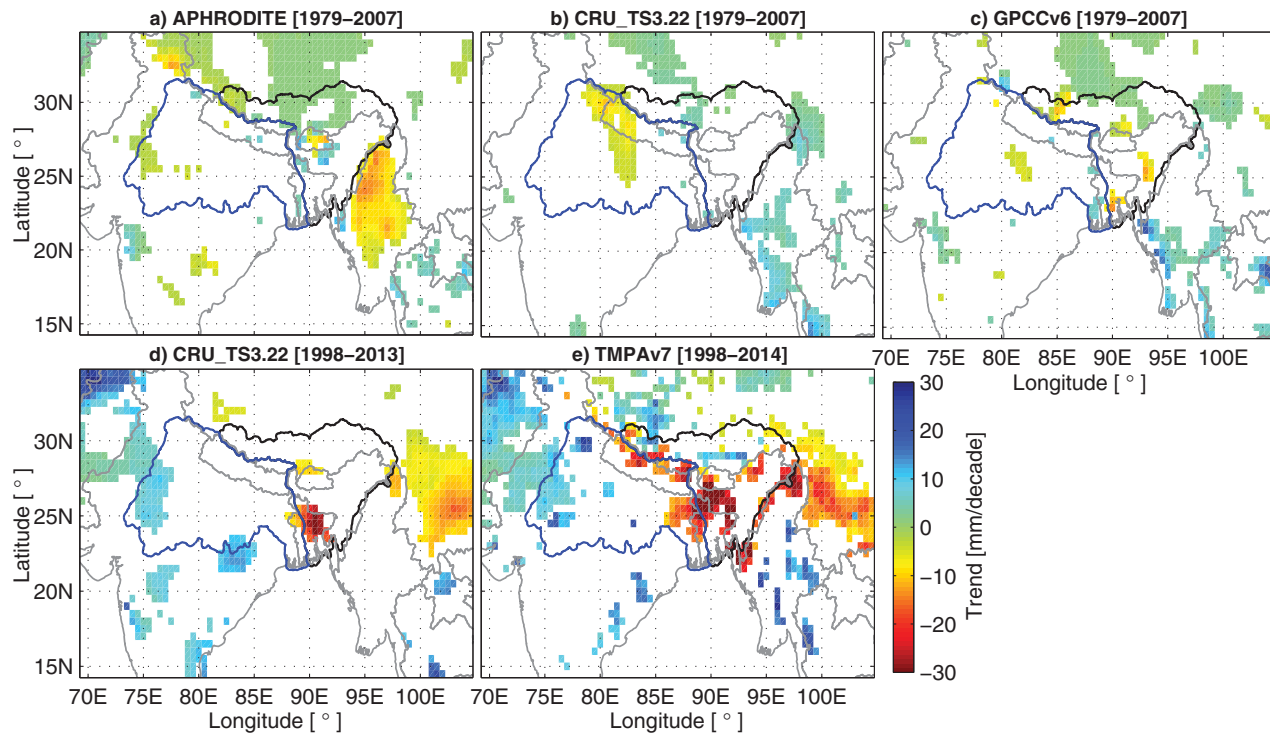 a) APHRODITE [1979–2007]
b) CRU_TS3.22 [1979–2007]
c) GPCCv6 [1979–2007]
Latitude [ ° ]
30N
25N
20N
15N
70E 75E 80E 85E 90E 95E 100E
Longitude [ ° ]
d) CRU_TS3.22 [1998–2013]
e) TMPAv7 [1998–2014]
Latitude [ ° ]
30N
25N
20N
15N
70E 75E 80E 85E 90E 95E 100E
Longitude [ ° ]
70E 75E 80E 85E 90E 95E 100E
Longitude [ ° ]
30
20
10
0
−10
−20
−30
Trend [mm/decade]